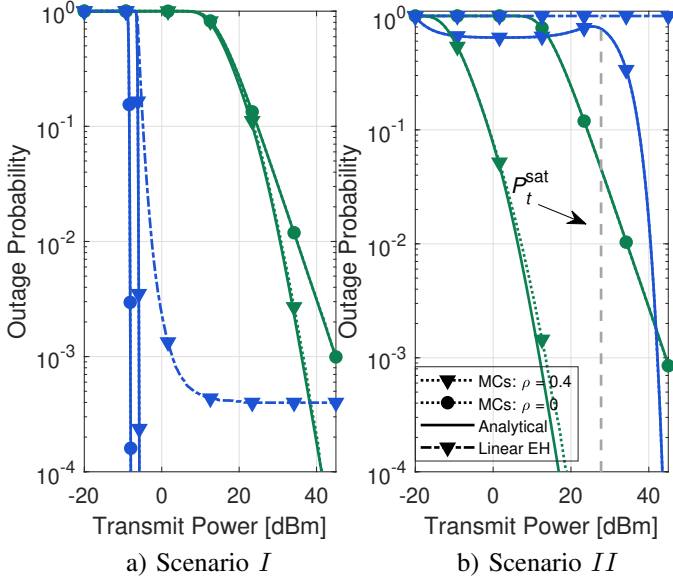 10^0
10^-1
10^-2
10^-3
10^-4
Outage Probability
-20 0 20 40
Transmit Power [dBm]
a) Scenario I
10^0
10^-1
10^-2
10^-3
10^-4
Outage Probability
P_t^sat
MCs: ρ = 0.4
MCs: ρ = 0
Analytical
Linear EH
-20 0 20 40
Transmit Power [dBm]
b) Scenario II